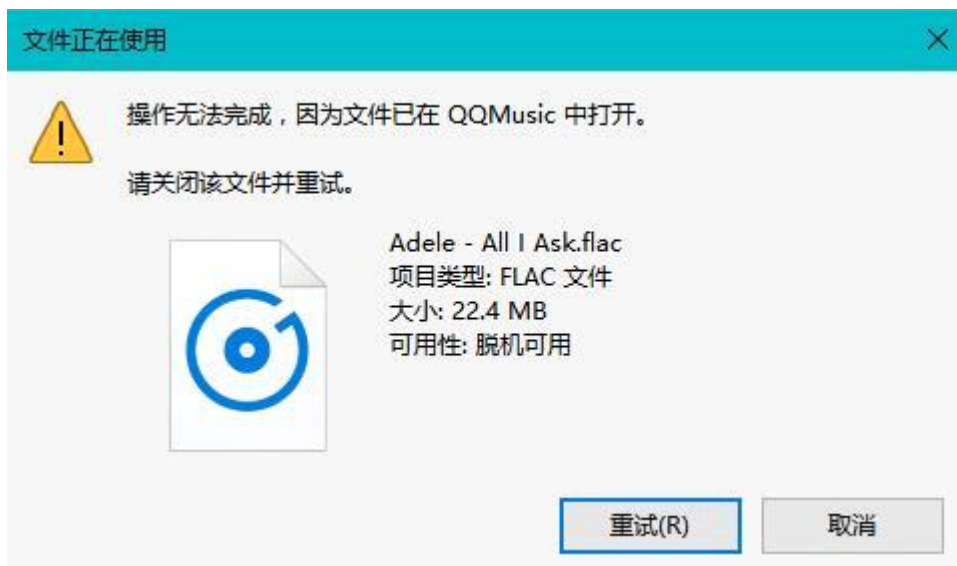 文件正在使用
操作无法完成，因为文件已在 QQMusic 中打开。
请关闭该文件并重试。
Adele - All I Ask.flac
项目类型: FLAC 文件
大小: 22.4 MB
可用性: 脱机可用
重试(R)
取消